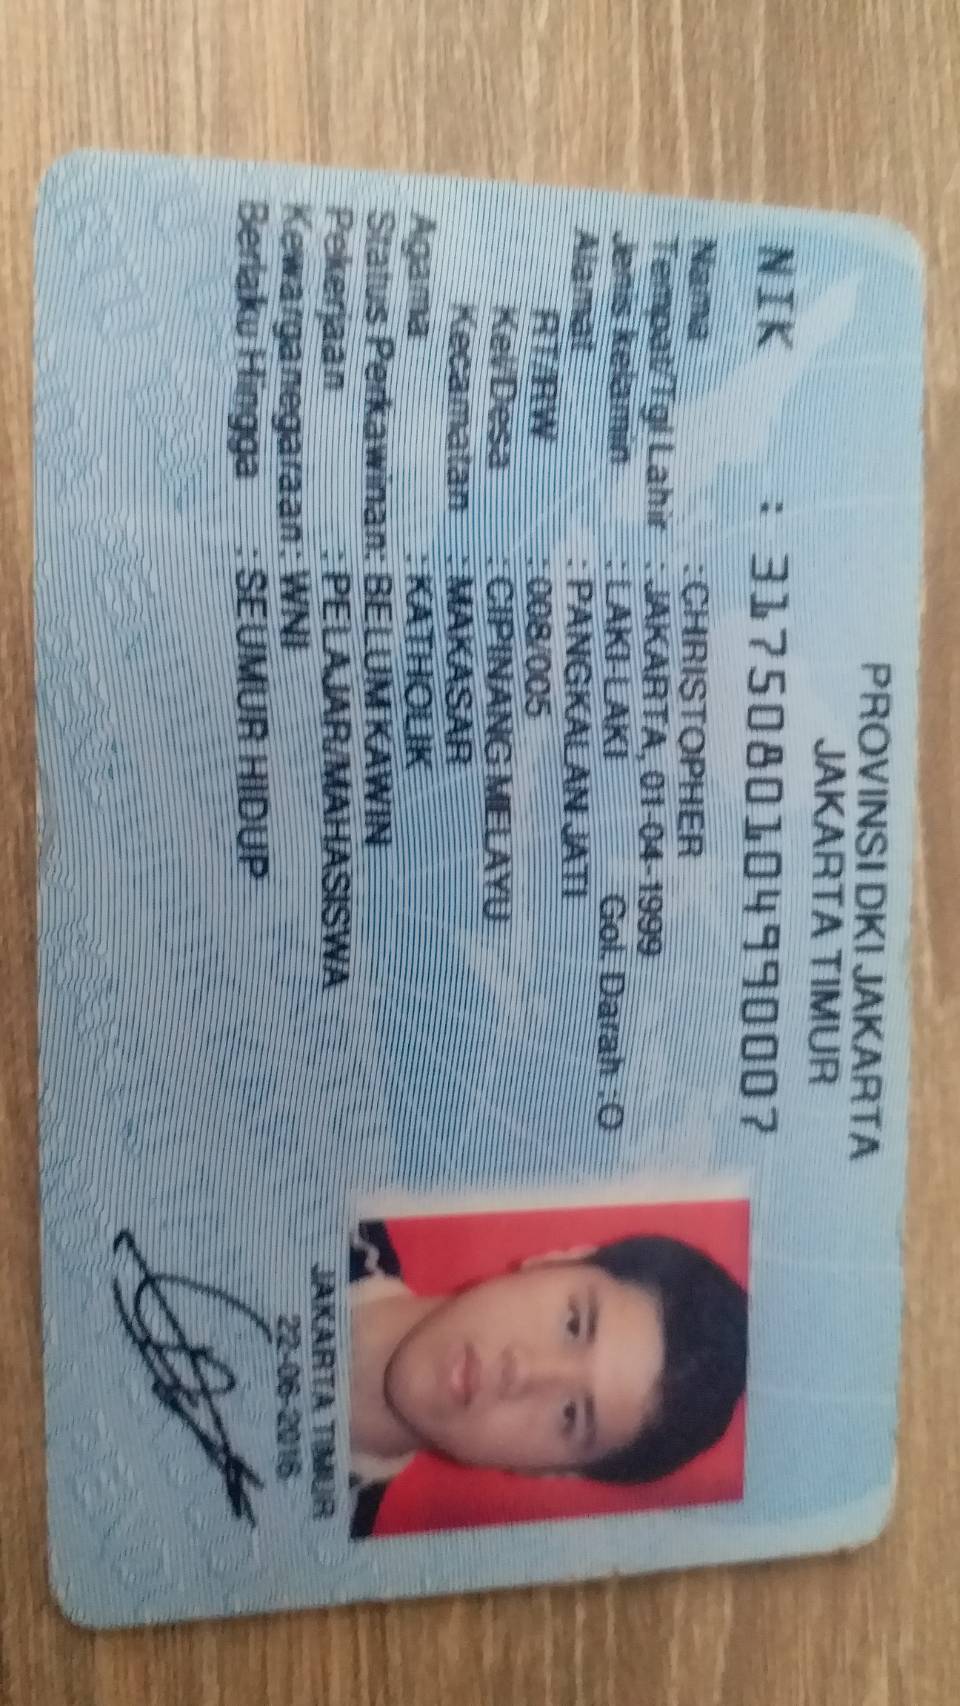 PROVINSI DKI JAKARTA
JAKARTA TIMUR
NIK : 3175080104990007
Nama : CHRISTOPHER
Tempat/Tgl Lahir : JAKARTA, 01-04-1999
Jenis kelamin : LAKI-LAKI Gol. Darah : O
Alamat : PANGKALAN JATI
RT/RW : 008/005
Kel/Desa : CIPINANG MELAYU
Kecamatan : MAKASAR
Agama : KATHOLIK
Status Perkawinan: BELUM KAWIN
Pekerjaan : PELAJAR/MAHASISWA
Kewarganegaraan: WNI
Berlaku Hingga : SEUMUR HIDUP
JAKARTA TIMUR
22-06-2016